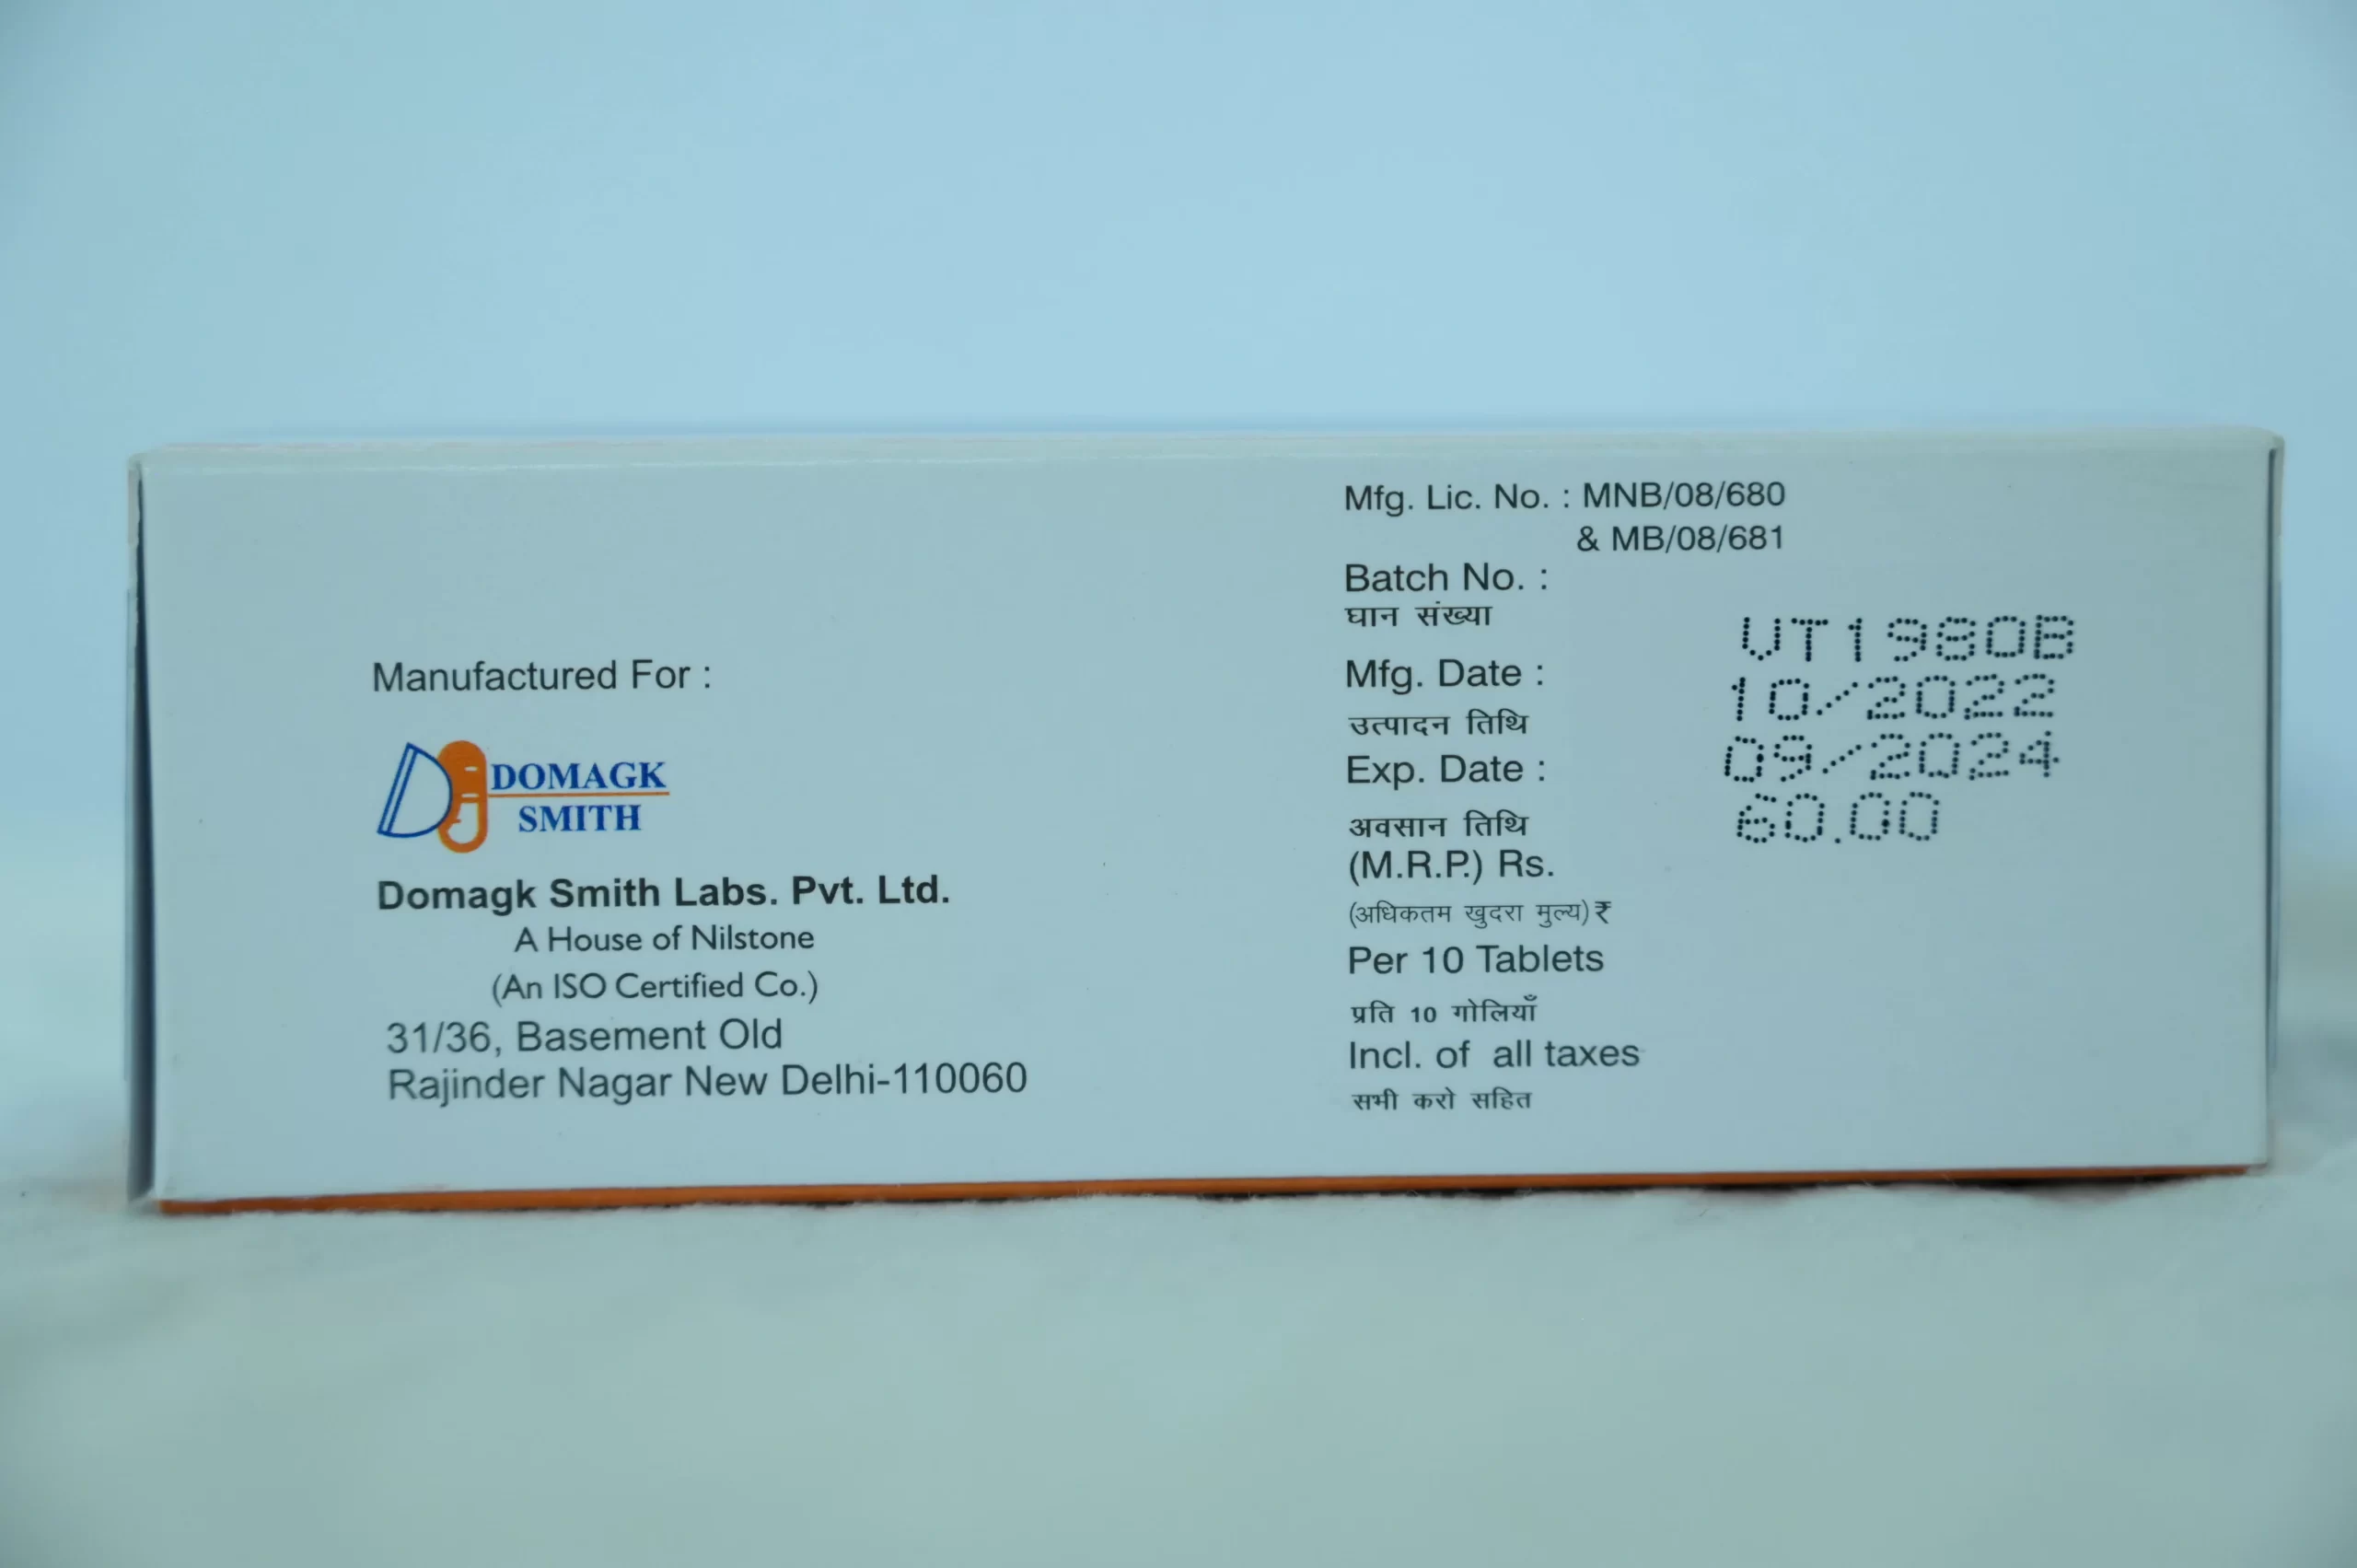 Manufactured For :
DOMAGK
SMITH
Domagk Smith Labs. Pvt. Ltd.
A House of Nilstone
(An ISO Certified Co.)
31/36, Basement Old
Rajinder Nagar New Delhi-110060
Mfg. Lic. No. : MNB/08/680
& MB/08/681
Batch No. :
घान संख्या
VT1980B
Mfg. Date :
10/2022
उत्पादन तिथि
Exp. Date :
09/2024
अवसान तिथि
(M.R.P.) Rs.
60.00
(अधिकतम खुदरा मुल्य) ₹
Per 10 Tablets
प्रति 10 गोलियाँ
Incl. of all taxes
सभी करो सहित